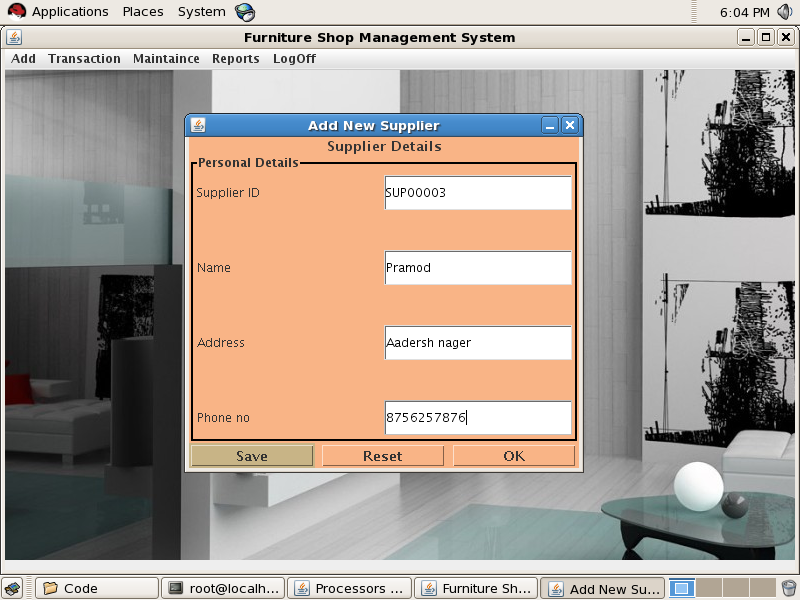 Applications Places System 6:04 PM
Furniture Shop Management System
Add Transaction Maintaince Reports LogOff
Add New Supplier
Supplier Details
Personal Details
Supplier ID SUP00003
Name Pramod
Address Aadersh nager
Phone no 8756257876
Save Reset OK
Code root@localh... Processors ... Furniture Sh... Add New Su...